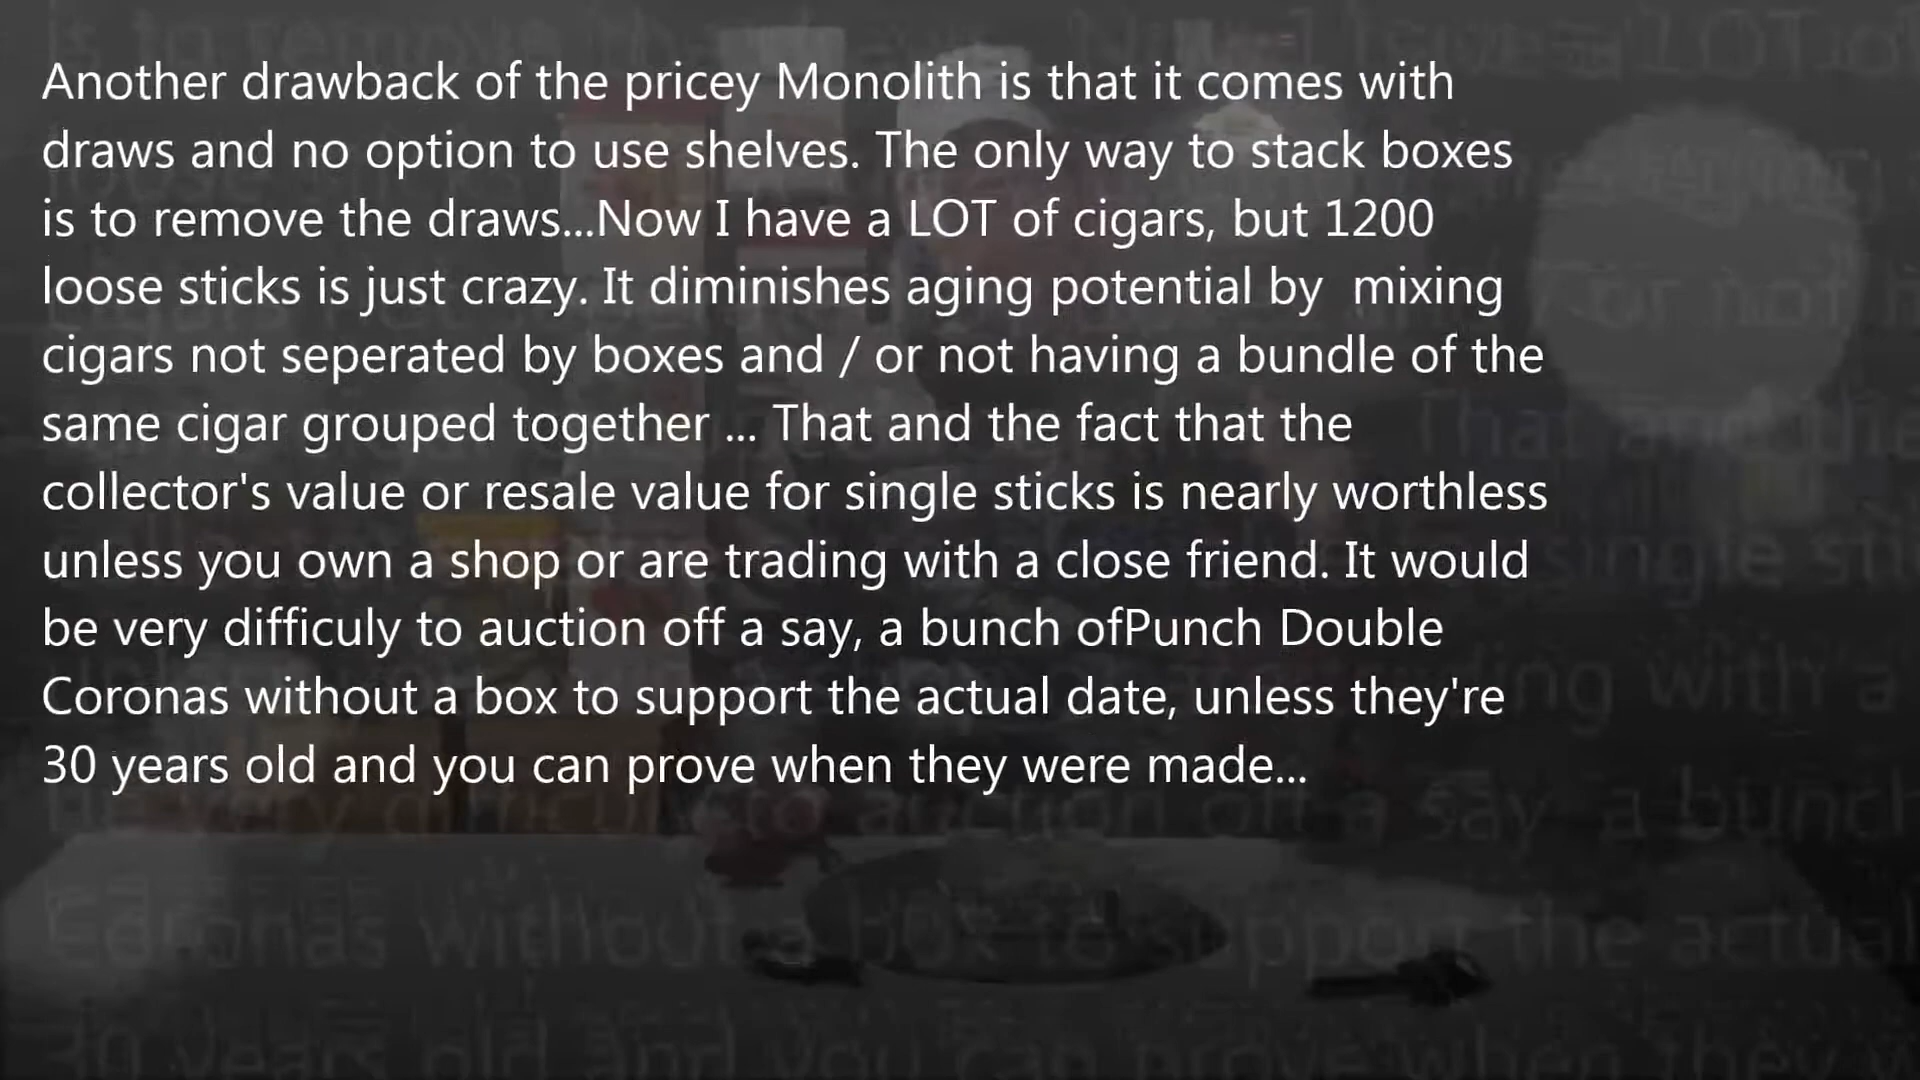 Another drawback of the pricey Monolith is that it comes with
draws and no option to use shelves. The only way to stack boxes
is to remove the draws...Now I have a LOT of cigars, but 1200
loose sticks is just crazy. It diminishes aging potential by  mixing
cigars not seperated by boxes and / or not having a bundle of the
same cigar grouped together ... That and the fact that the
collector's value or resale value for single sticks is nearly worthless
unless you own a shop or are trading with a close friend. It would
be very difficuly to auction off a say, a bunch ofPunch Double
Coronas without a box to support the actual date, unless they're
30 years old and you can prove when they were made...